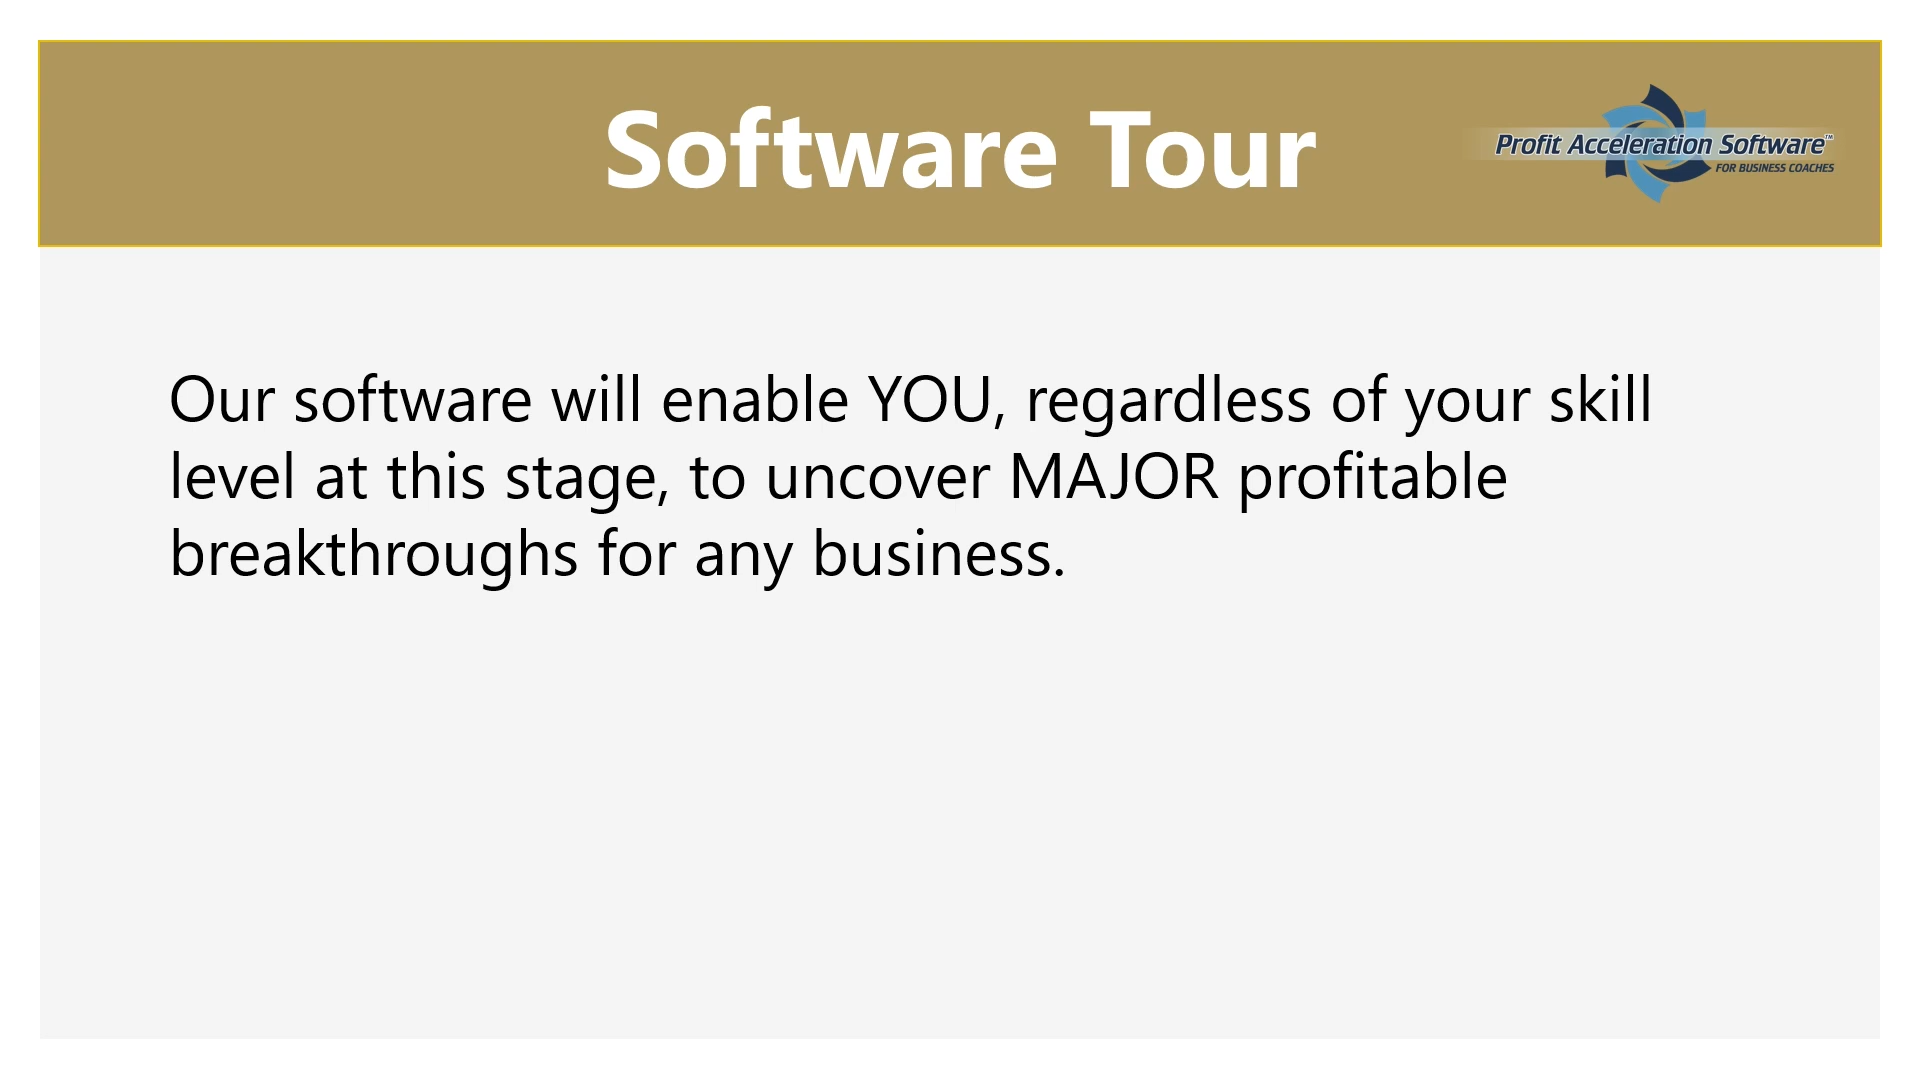 Software Tour
Profit Acceleration Software™
FOR BUSINESS COACHES
Our software will enable YOU, regardless of your skill
level at this stage, to uncover MAJOR profitable
breakthroughs for any business.